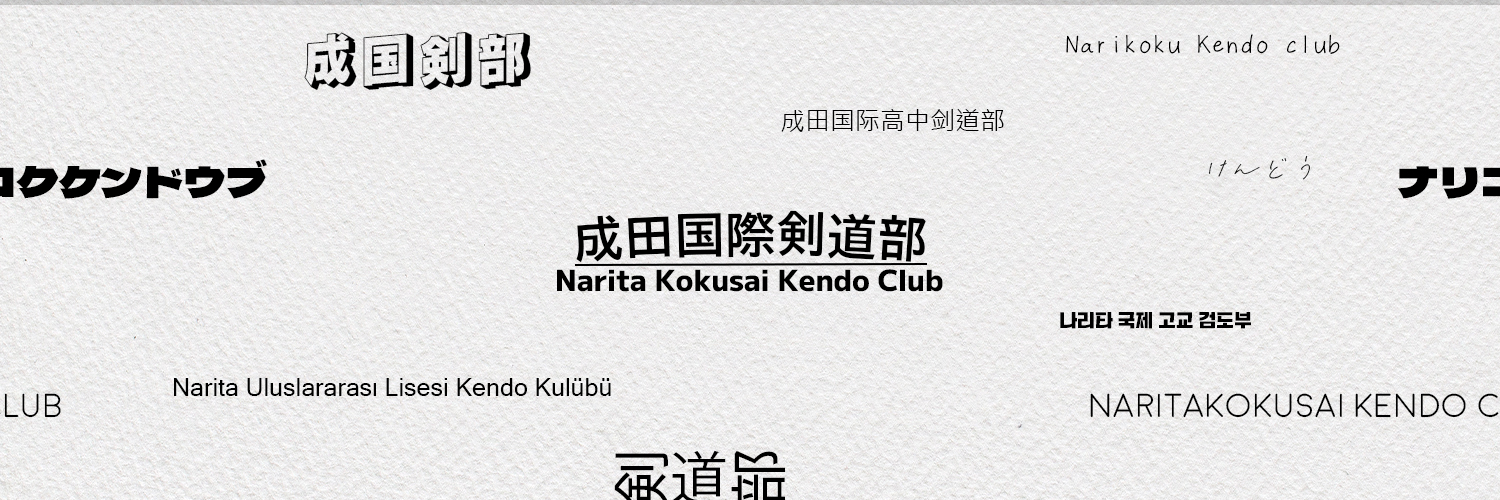 成国剣部
Narikoku Kendo club
成田国际高中剑道部
けんどう
コクケンドウブ
ナリコ
成田国際剣道部
Narita Kokusai Kendo Club
나리타 국제 고교 검도부
Narita Uluslararası Lisesi Kendo Kulübü
LUB
NARITAKOKUSAI KENDO C
剣道部